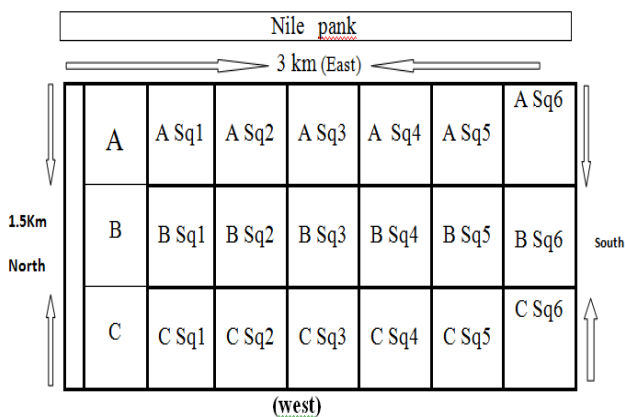 Nile pank
3 km (East)
A A Sq1 A Sq2 A Sq3 A Sq4 A Sq5 A Sq6
1.5Km
North
B B Sq1 B Sq2 B Sq3 B Sq4 B Sq5 B Sq6
South
C C Sq1 C Sq2 C Sq3 C Sq4 C Sq5 C Sq6
(west)